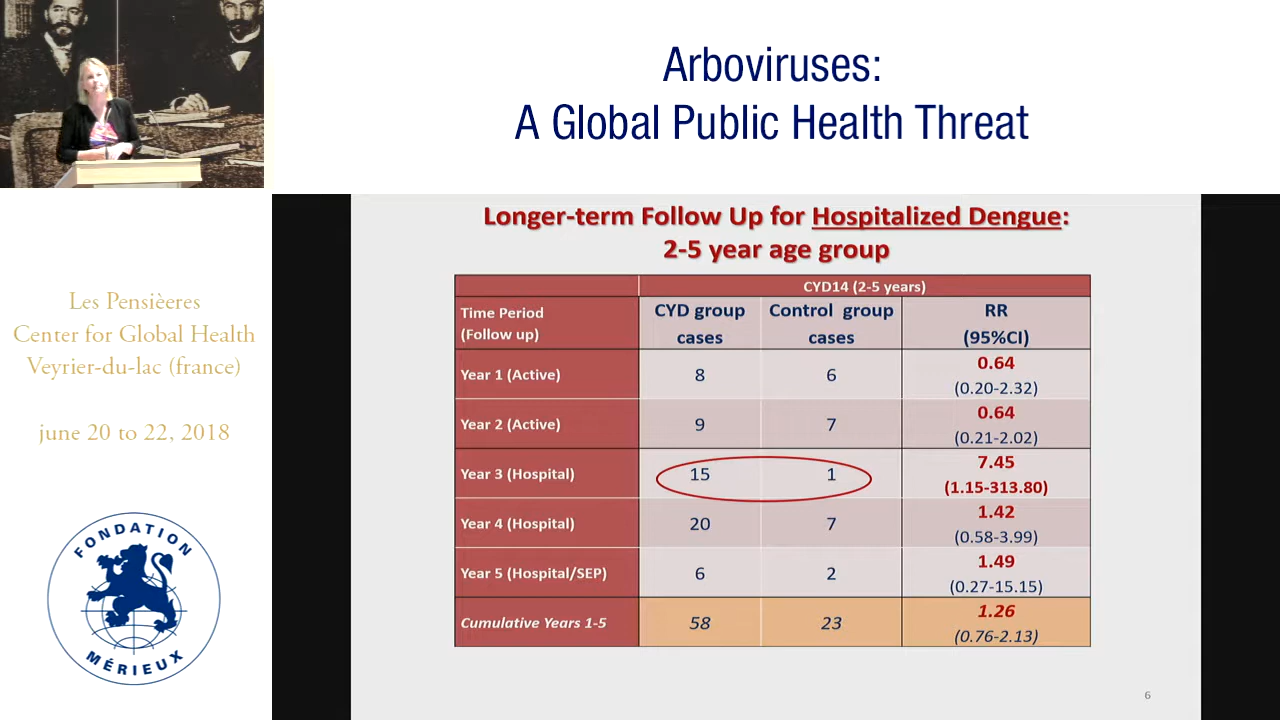 Arboviruses:
A Global Public Health Threat
Les Pensièeres
Center for Global Health
Veyrier-du-lac (france)
june 20 to 22, 2018
FONDATION
MÉRIEUX
Longer-term Follow Up for Hospitalized Dengue:
2-5 year age group
CYD14 (2-5 years)
Time Period
(Follow up)
CYD group
cases
Control group
cases
RR
(95%CI)
Year 1 (Active)
8
6
0.64
(0.20-2.32)
Year 2 (Active)
9
7
0.64
(0.21-2.02)
Year 3 (Hospital)
15
1
7.45
(1.15-313.80)
Year 4 (Hospital)
20
7
1.42
(0.58-3.99)
Year 5 (Hospital/SEP)
6
2
1.49
(0.27-15.15)
Cumulative Years 1-5
58
23
1.26
(0.76-2.13)
6